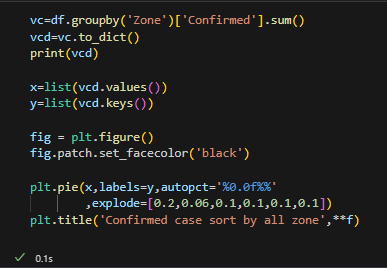 vc=df.groupby('Zone')['Confirmed'].sum()
vcd=vc.to_dict()
print(vcd)
x=list(vcd.values())
y=list(vcd.keys())
fig = plt.figure()
fig.patch.set_facecolor('black')
plt.pie(x,labels=y,autopct='%0.0f%%'
,explode=[0.2,0.06,0.1,0.1,0.1,0.1])
plt.title('Confirmed case sort by all zone',**f)
0.1s